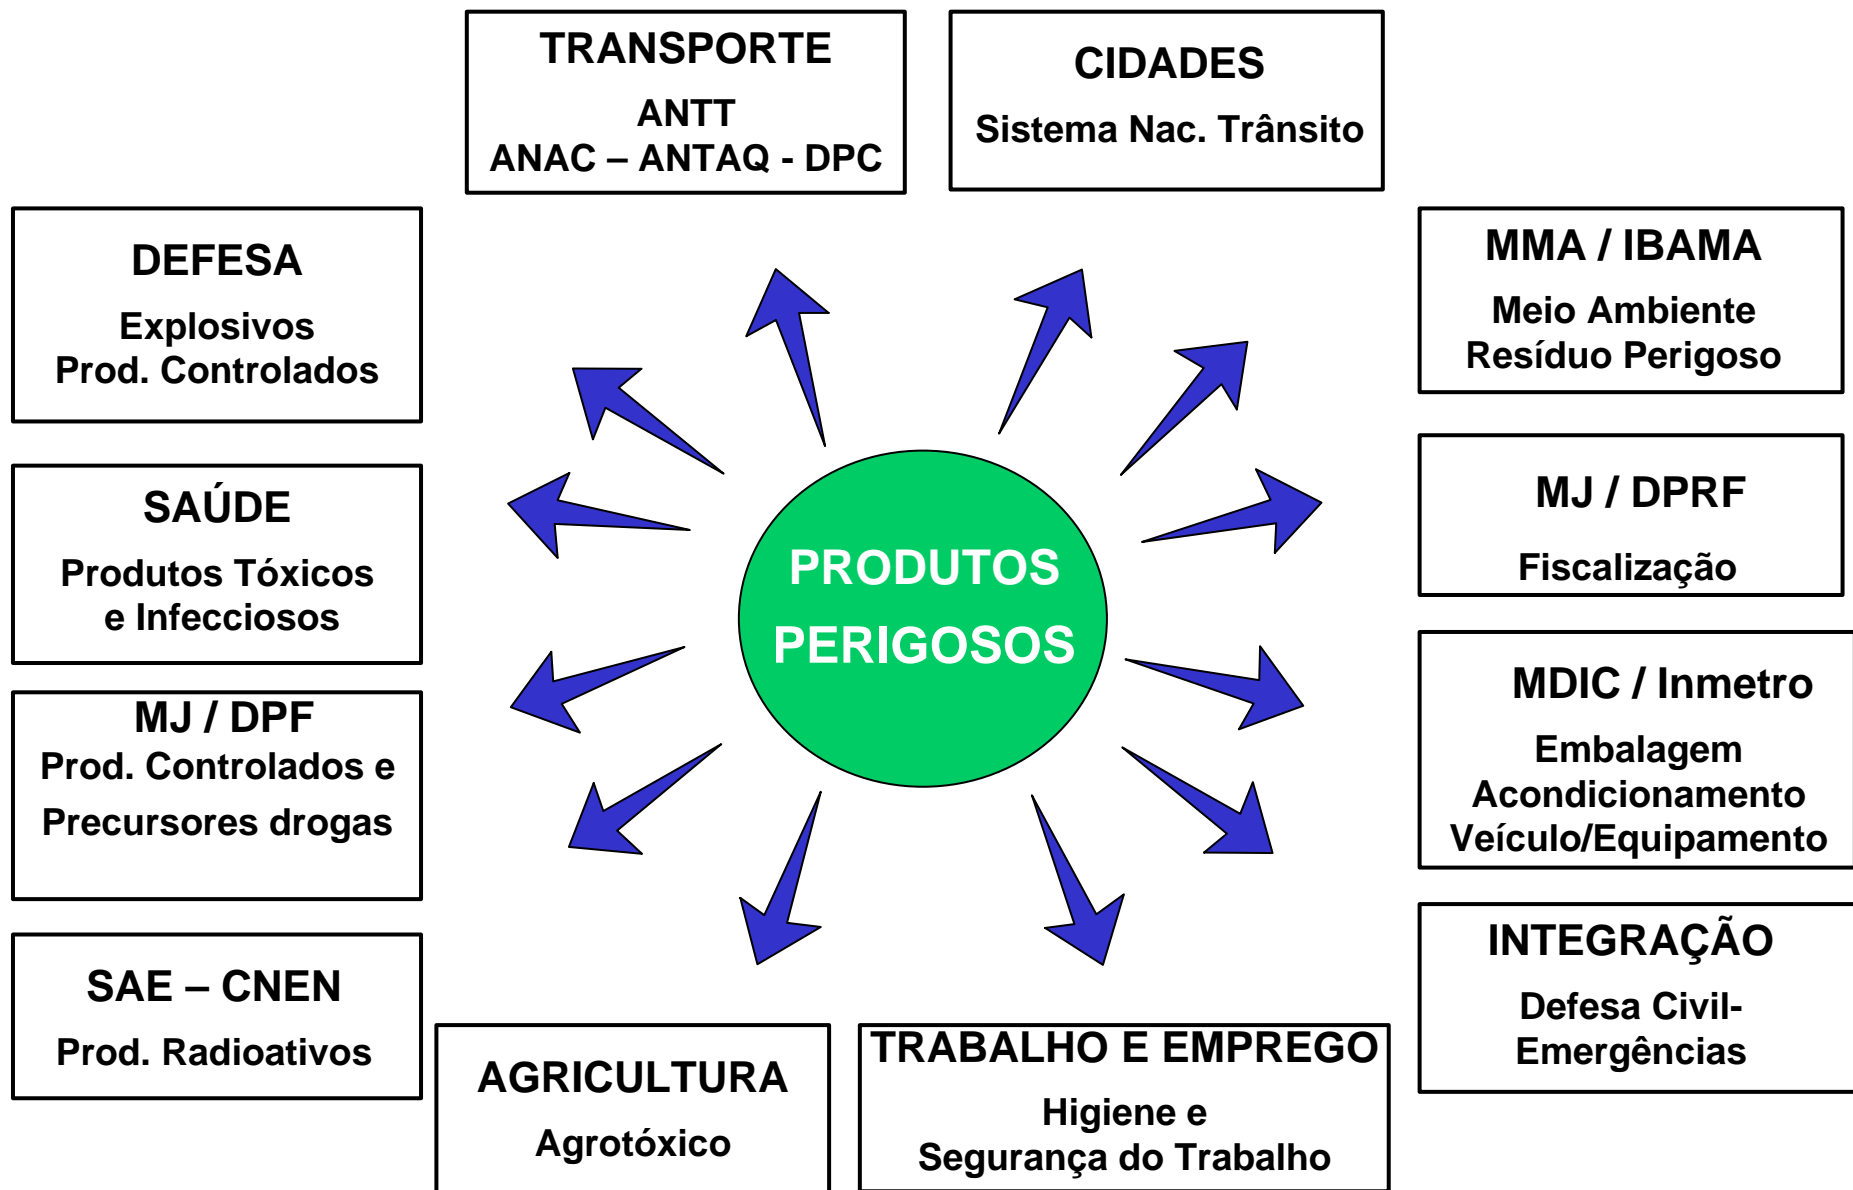 TRANSPORTE
ANTT
ANAC – ANTAQ - DPC
CIDADES
Sistema Nac. Trânsito
DEFESA
Explosivos
Prod. Controlados
MMA / IBAMA
Meio Ambiente
Resíduo Perigoso
SAÚDE
Produtos Tóxicos
e Infecciosos
MJ / DPRF
Fiscalização
PRODUTOS
PERIGOSOS
MJ / DPF
Prod. Controlados e
Precursores drogas
MDIC / Inmetro
Embalagem
Acondicionamento
Veículo/Equipamento
SAE – CNEN
Prod. Radioativos
INTEGRAÇÃO
Defesa Civil-
Emergências
AGRICULTURA
Agrotóxico
TRABALHO E EMPREGO
Higiene e
Segurança do Trabalho